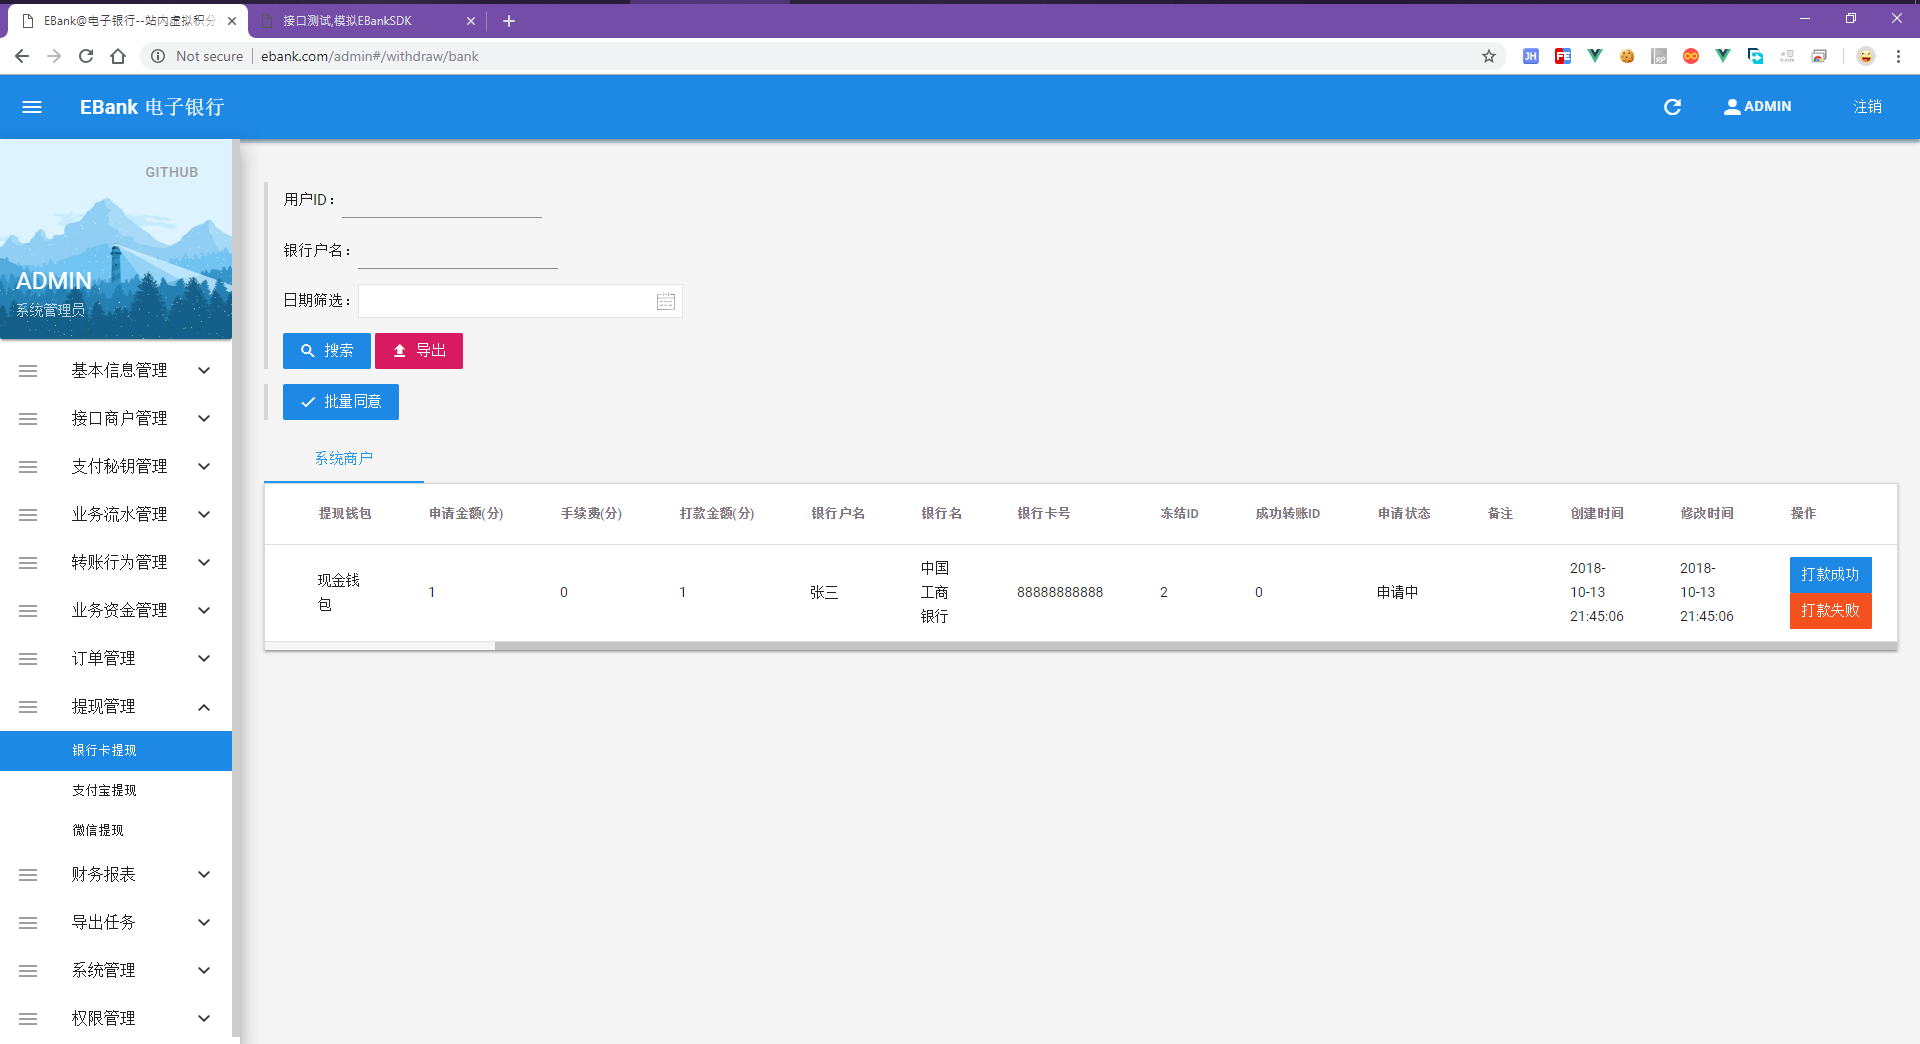 EBank@电子银行--站内虚拟积分
接口测试,模拟EBankSDK
Not secure
ebank.com/admin#/withdraw/bank
EBank 电子银行
ADMIN
注销
GITHUB
ADMIN
系统管理员
基本信息管理
接口商户管理
支付秘钥管理
业务流水管理
转账行为管理
业务资金管理
订单管理
提现管理
银行卡提现
支付宝提现
微信提现
财务报表
导出任务
系统管理
权限管理
用户ID：
银行户名：
日期筛选：
搜索
导出
批量同意
系统商户
提现钱包 申请金额(分) 手续费(分) 打款金额(分) 银行户名 银行名 银行卡号 冻结ID 成功转账ID 申请状态 备注 创建时间 修改时间 操作
现金钱包 1 0 1 张三 中国工商银行 88888888888 2 0 申请中 2018-10-13 21:45:06 2018-10-13 21:45:06
打款成功
打款失败